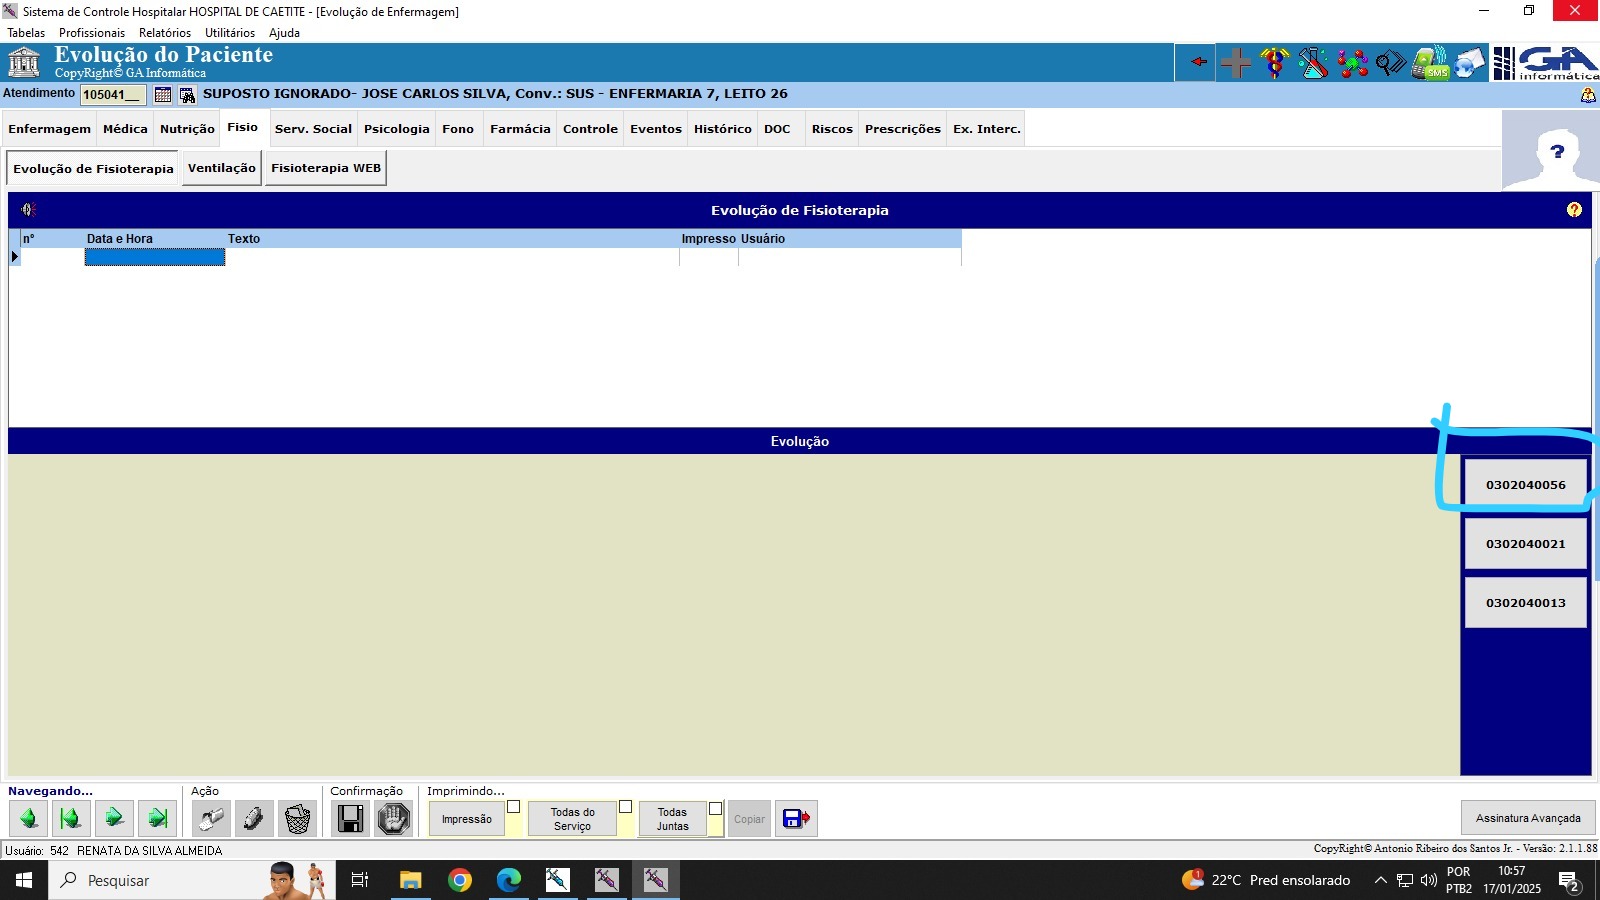 Sistema de Controle Hospitalar HOSPITAL DE CAETITE - [Evolução de Enfermagem]
Tabelas Profissionais Relatórios Utilitários Ajuda
Evolução do Paciente
CopyRight© GA Informática
SMS
GA informática
Atendimento 105041__ SUPOSTO IGNORADO- JOSE CARLOS SILVA, Conv.: SUS - ENFERMARIA 7, LEITO 26
Enfermagem Médica Nutrição Fisio Serv. Social Psicologia Fono Farmácia Controle Eventos Histórico DOC Riscos Prescrições Ex. Interc.
?
Evolução de Fisioterapia Ventilação Fisioterapia WEB
Evolução de Fisioterapia ?
nº Data e Hora Texto Impresso Usuário
Evolução
0302040056
0302040021
0302040013
Navegando... Ação Confirmação Imprimindo...
Impressão
Todas do
Serviço
Todas
Juntas
Copiar
Assinatura Avançada
Usuário: 542 RENATA DA SILVA ALMEIDA
CopyRight© Antonio Ribeiro dos Santos Jr. - Versão: 2.1.1.88
Pesquisar
1
22°C Pred ensolarado
POR
PTB2
10:57
17/01/2025
2